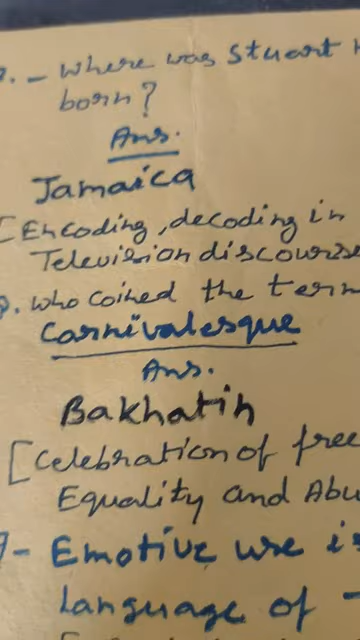 . - Where was Stuart H
born?
Ans.
Jamaica
[Encoding, decoding in
Television discourse
. Who coined the term
Carnivalesque
Ans.
Bakhatin
[Celebration of free
Equality and Abu
- Emotive use is
Language of -